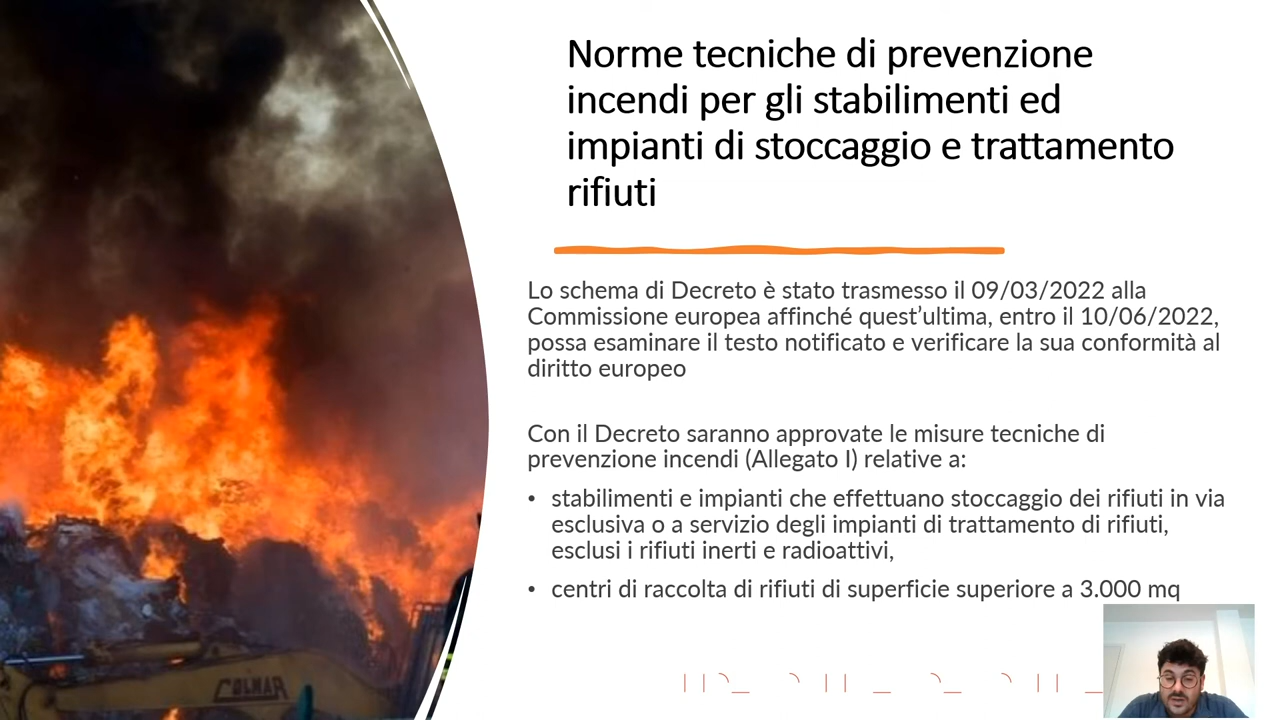 Norme tecniche di prevenzione
incendi per gli stabilimenti ed
impianti di stoccaggio e trattamento
rifiuti
Lo schema di Decreto è stato trasmesso il 09/03/2022 alla
Commissione europea affinché quest’ultima, entro il 10/06/2022,
possa esaminare il testo notificato e verificare la sua conformità al
diritto europeo
Con il Decreto saranno approvate le misure tecniche di
prevenzione incendi (Allegato I) relative a:
• stabilimenti e impianti che effettuano stoccaggio dei rifiuti in via
esclusiva o a servizio degli impianti di trattamento di rifiuti,
esclusi i rifiuti inerti e radioattivi,
• centri di raccolta di rifiuti di superficie superiore a 3.000 mq
COLMAR